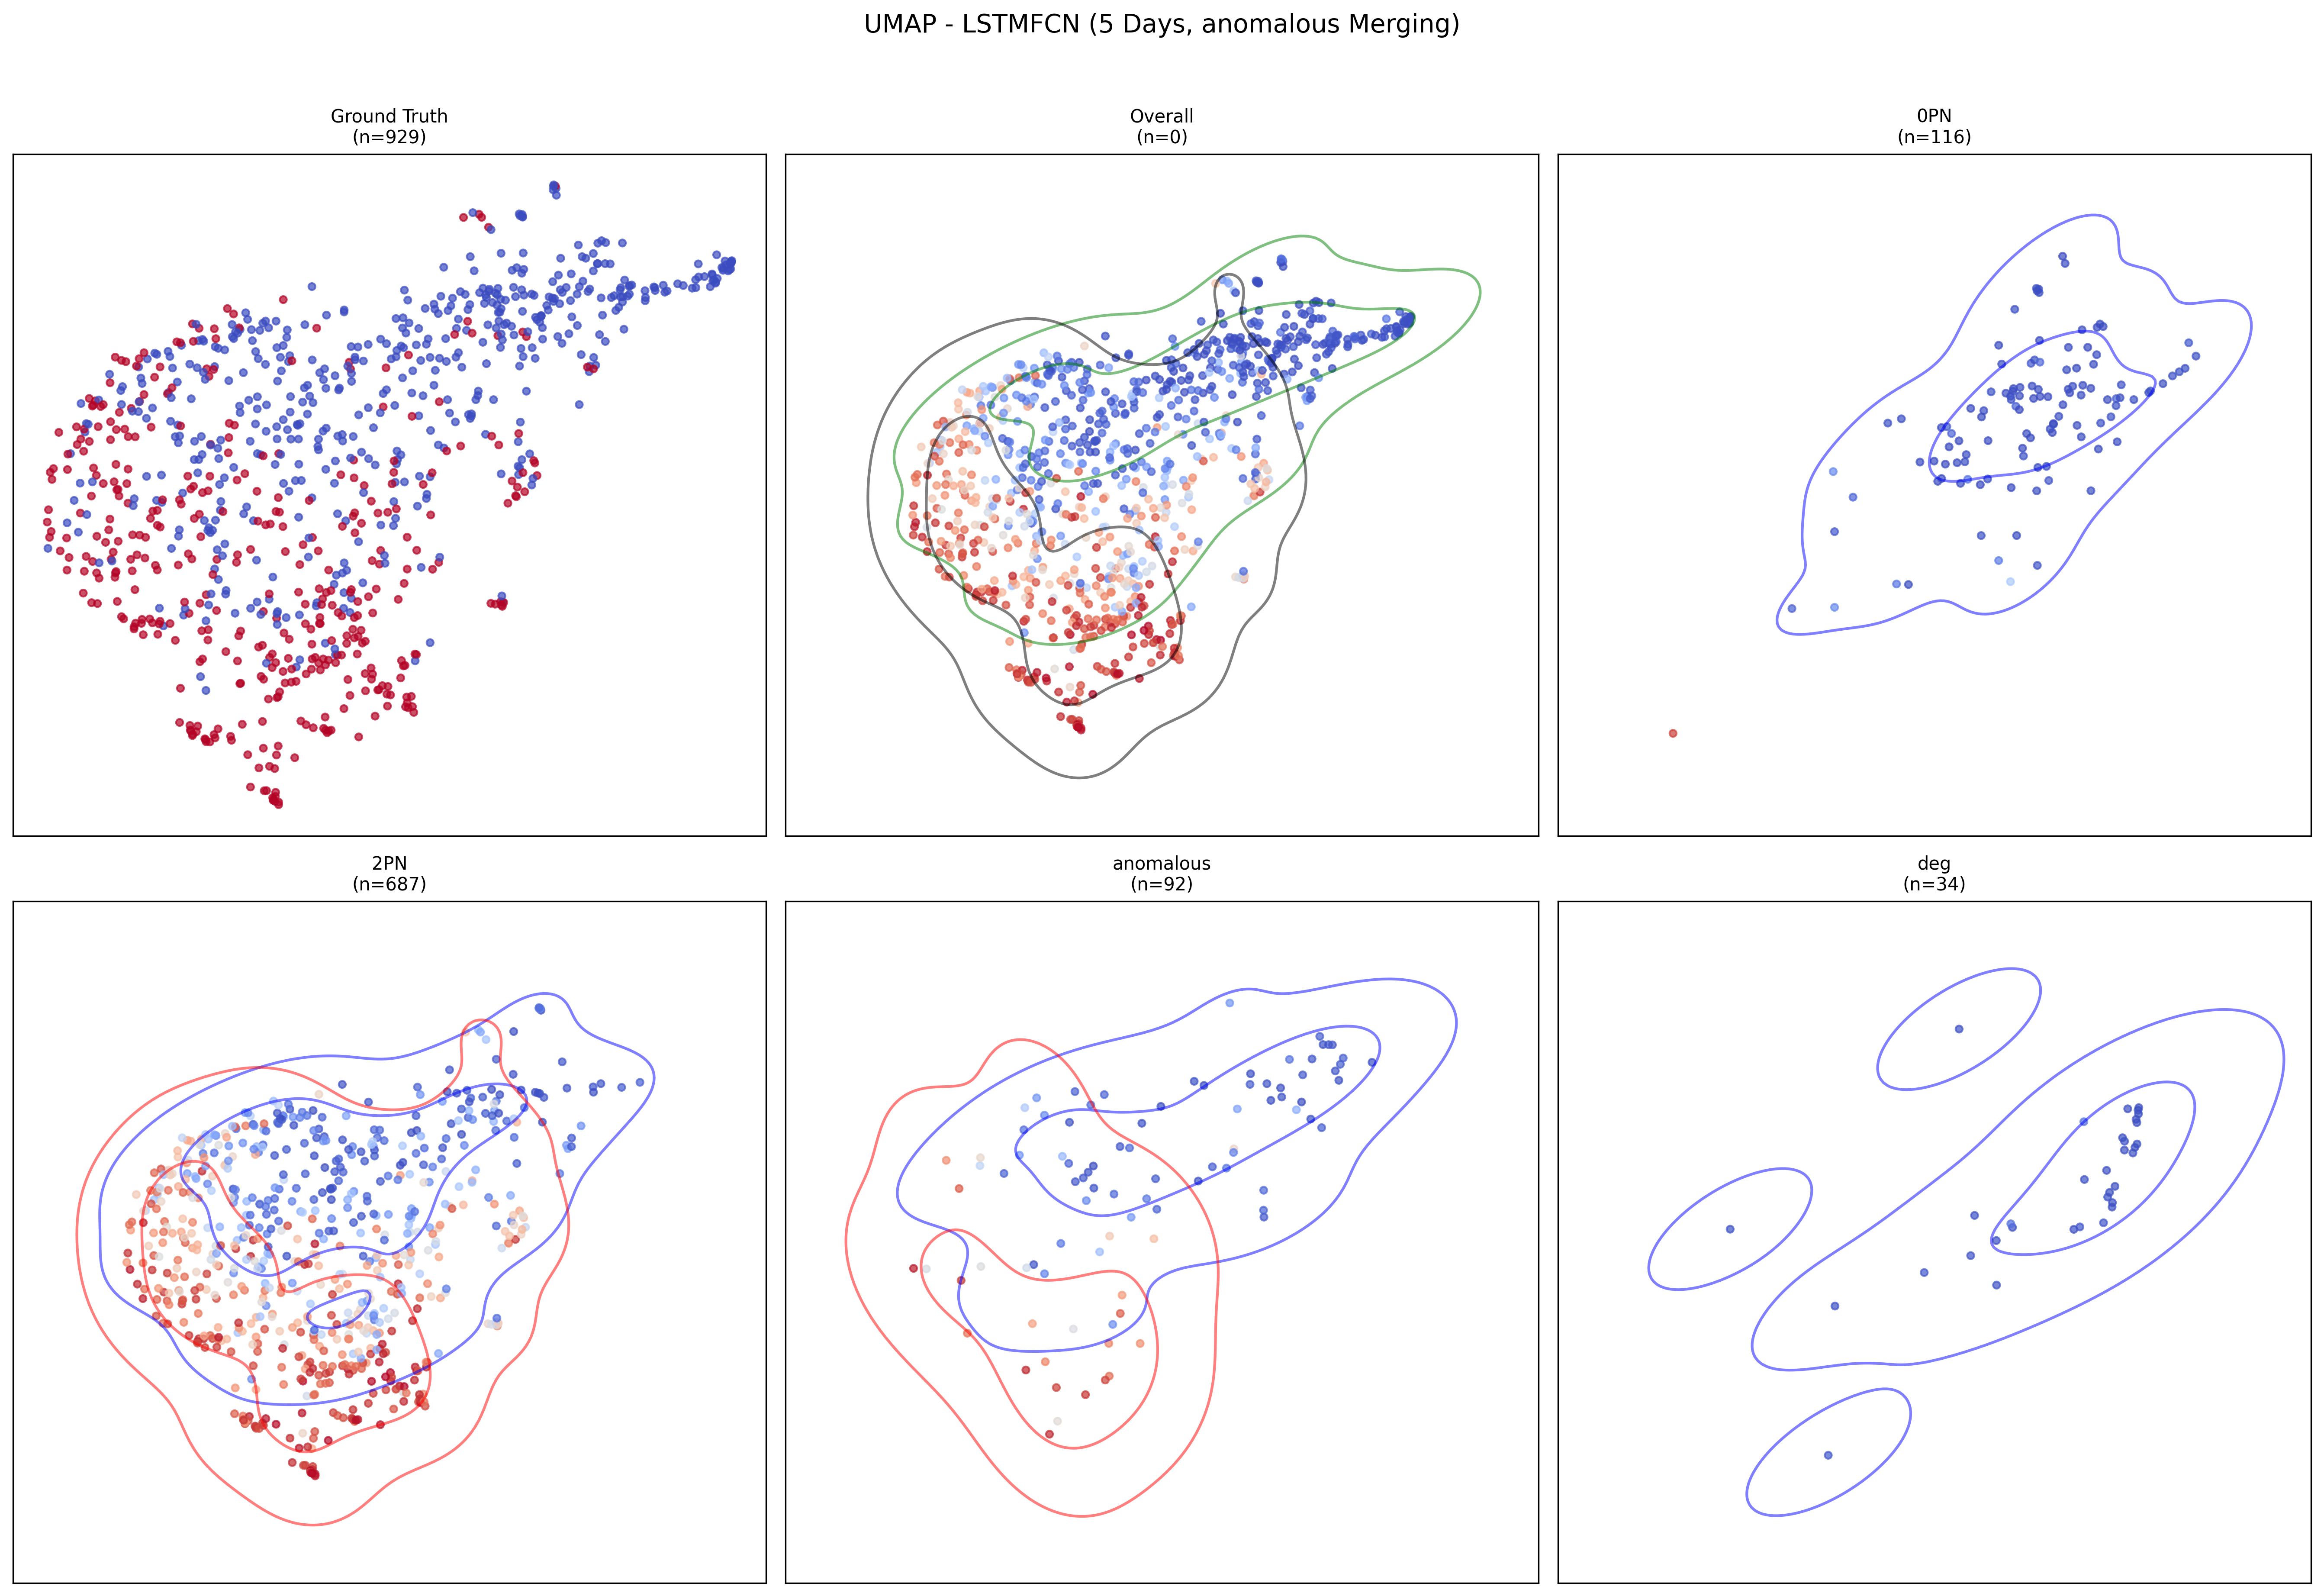 UMAP - LSTMFCN (5 Days, anomalous Merging)
Ground Truth
(n=929)
Overall
(n=0)
0PN
(n=116)
2PN
(n=687)
anomalous
(n=92)
deg
(n=34)